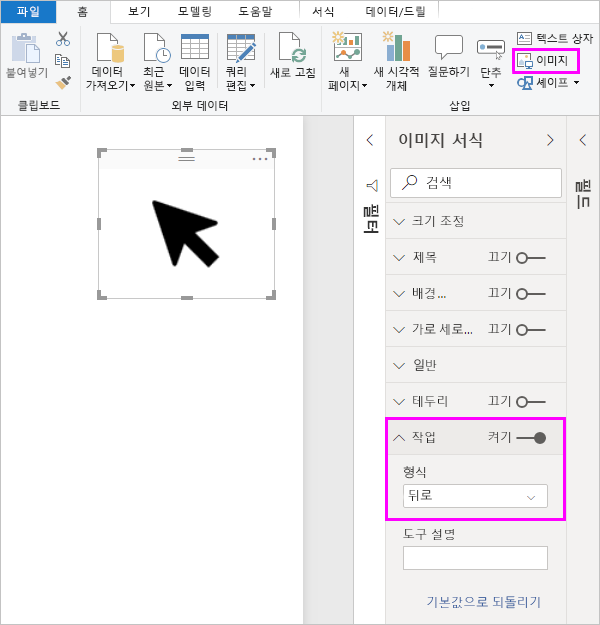 파일
홈
보기
모델링
도움말
서식
데이터/드릴
붙여넣기
클립보드
데이터
가져오기
최근
원본
데이터
입력
쿼리
편집
새로 고침
외부 데이터
새
페이지
새 시각적
개체
질문하기
단추
텍스트 상자
이미지
셰이프
삽입
필터
이미지 서식
검색
크기 조정
제목 끄기
배경... 끄기
가로 세로... 끄기
일반
테두리 끄기
작업 켜기
형식
뒤로
도구 설명
기본값으로 되돌리기
필드